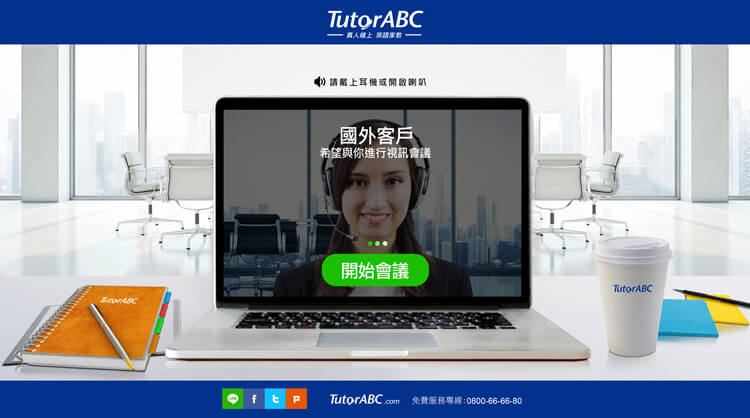 TutorABC
真人線上 英語家教
請戴上耳機或開啟喇叭
國外客戶
希望與你進行視訊會議
開始會議
TutorABC
TutorABC
LINE
f
t
P
TutorABC.com 免費服務專線:0800-66-66-80